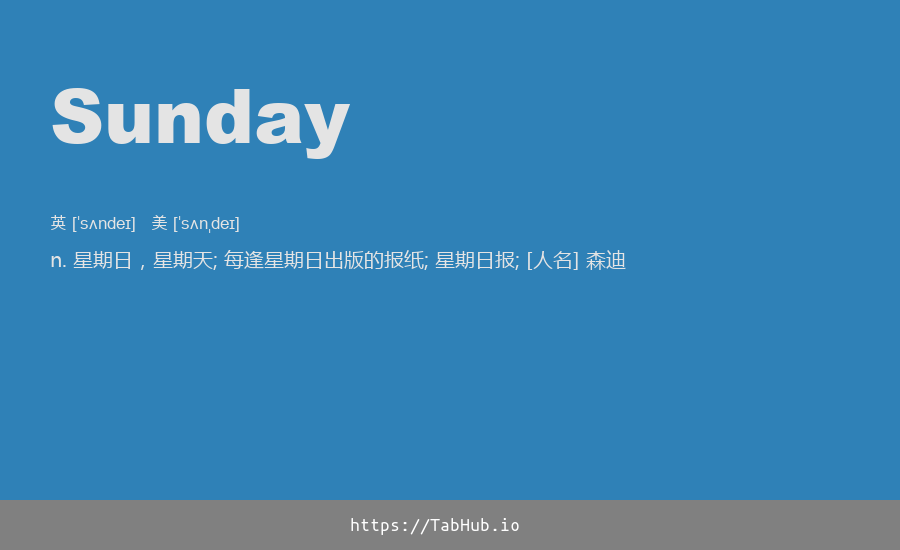 Sunday
英 [ˈsʌndeɪ]   美 [ˈsʌnˌdeɪ]
n. 星期日，星期天; 每逢星期日出版的报纸; 星期日报; [人名] 森迪
https://TabHub.io